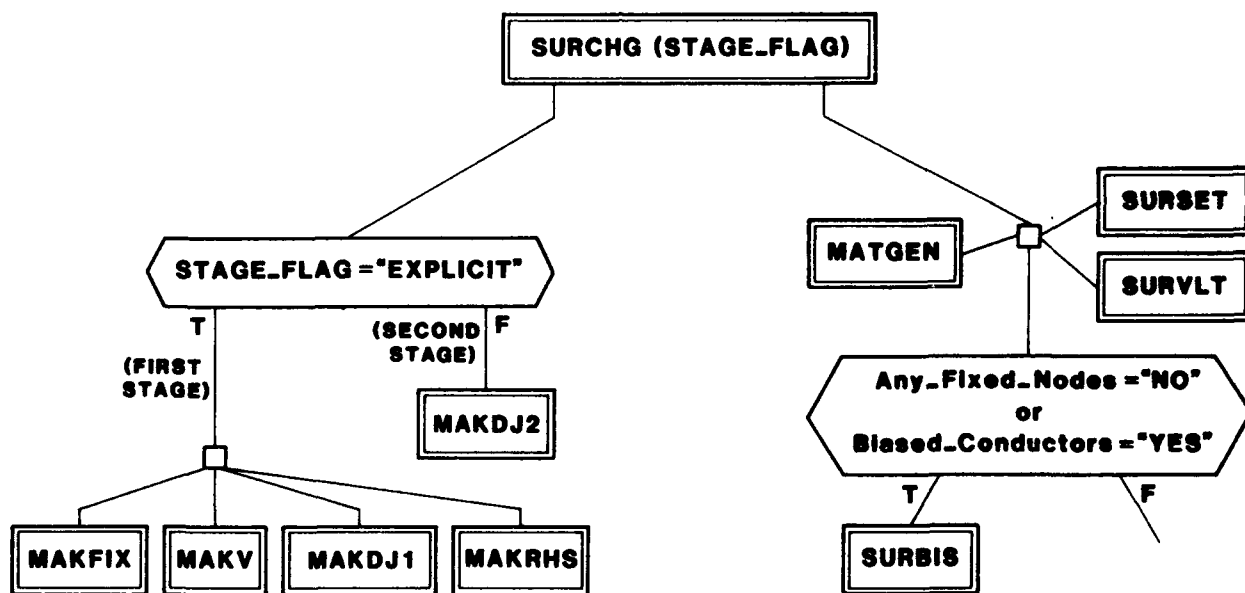 SURCHG (STAGE_FLAG)
SURSET
MATGEN
SURVLT
STAGE_FLAG="EXPLICIT"
T
(SECOND
STAGE)
F
(FIRST
STAGE)
MAKDJ2
Any_Fixed_Nodes="NO"
or
Biased_Conductors="YES"
T
F
MAKFIX
MAKV
MAKDJ1
MAKRHS
SURBIS